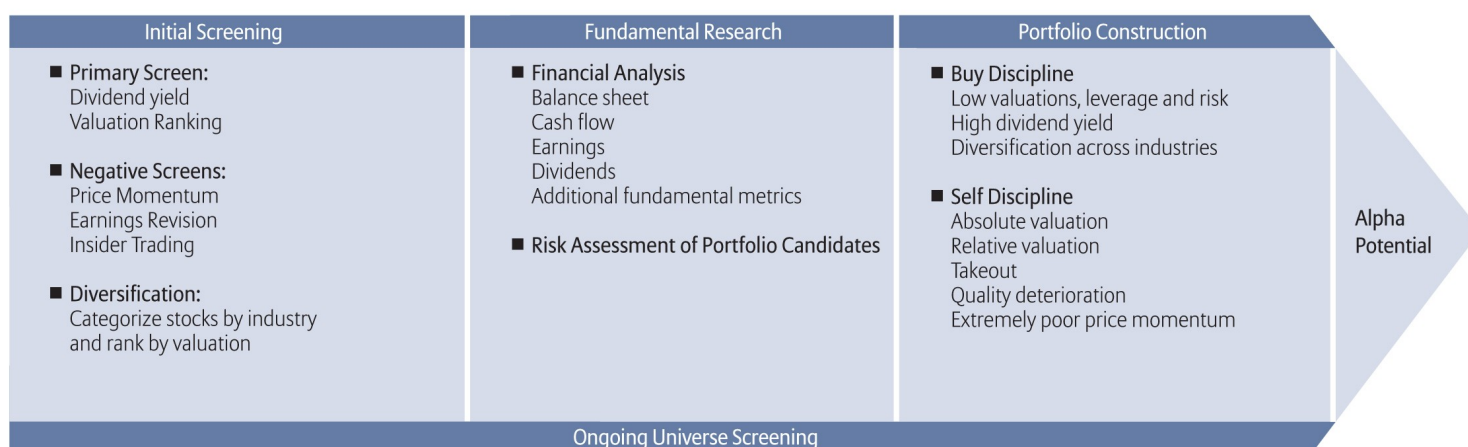 Initial Screening
■ Primary Screen:
Dividend yield
Valuation Ranking
■ Negative Screens:
Price Momentum
Earnings Revision
Insider Trading
■ Diversification:
Categorize stocks by industry
and rank by valuation
Fundamental Research
■ Financial Analysis
Balance sheet
Cash flow
Earnings
Dividends
Additional fundamental metrics
■ Risk Assessment of Portfolio Candidates
Portfolio Construction
■ Buy Discipline
Low valuations, leverage and risk
High dividend yield
Diversification across industries
■ Self Discipline
Absolute valuation
Relative valuation
Takeout
Quality deterioration
Extremely poor price momentum
Alpha
Potential
Ongoing Universe Screening